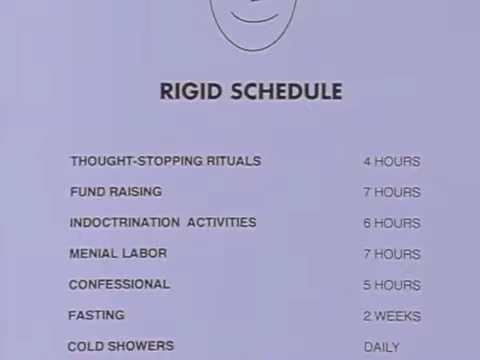 RIGID SCHEDULE
THOUGHT-STOPPING RITUALS 4 HOURS
FUND RAISING 7 HOURS
INDOCTRINATION ACTIVITIES 6 HOURS
MENIAL LABOR 7 HOURS
CONFESSIONAL 5 HOURS
FASTING 2 WEEKS
COLD SHOWERS DAILY